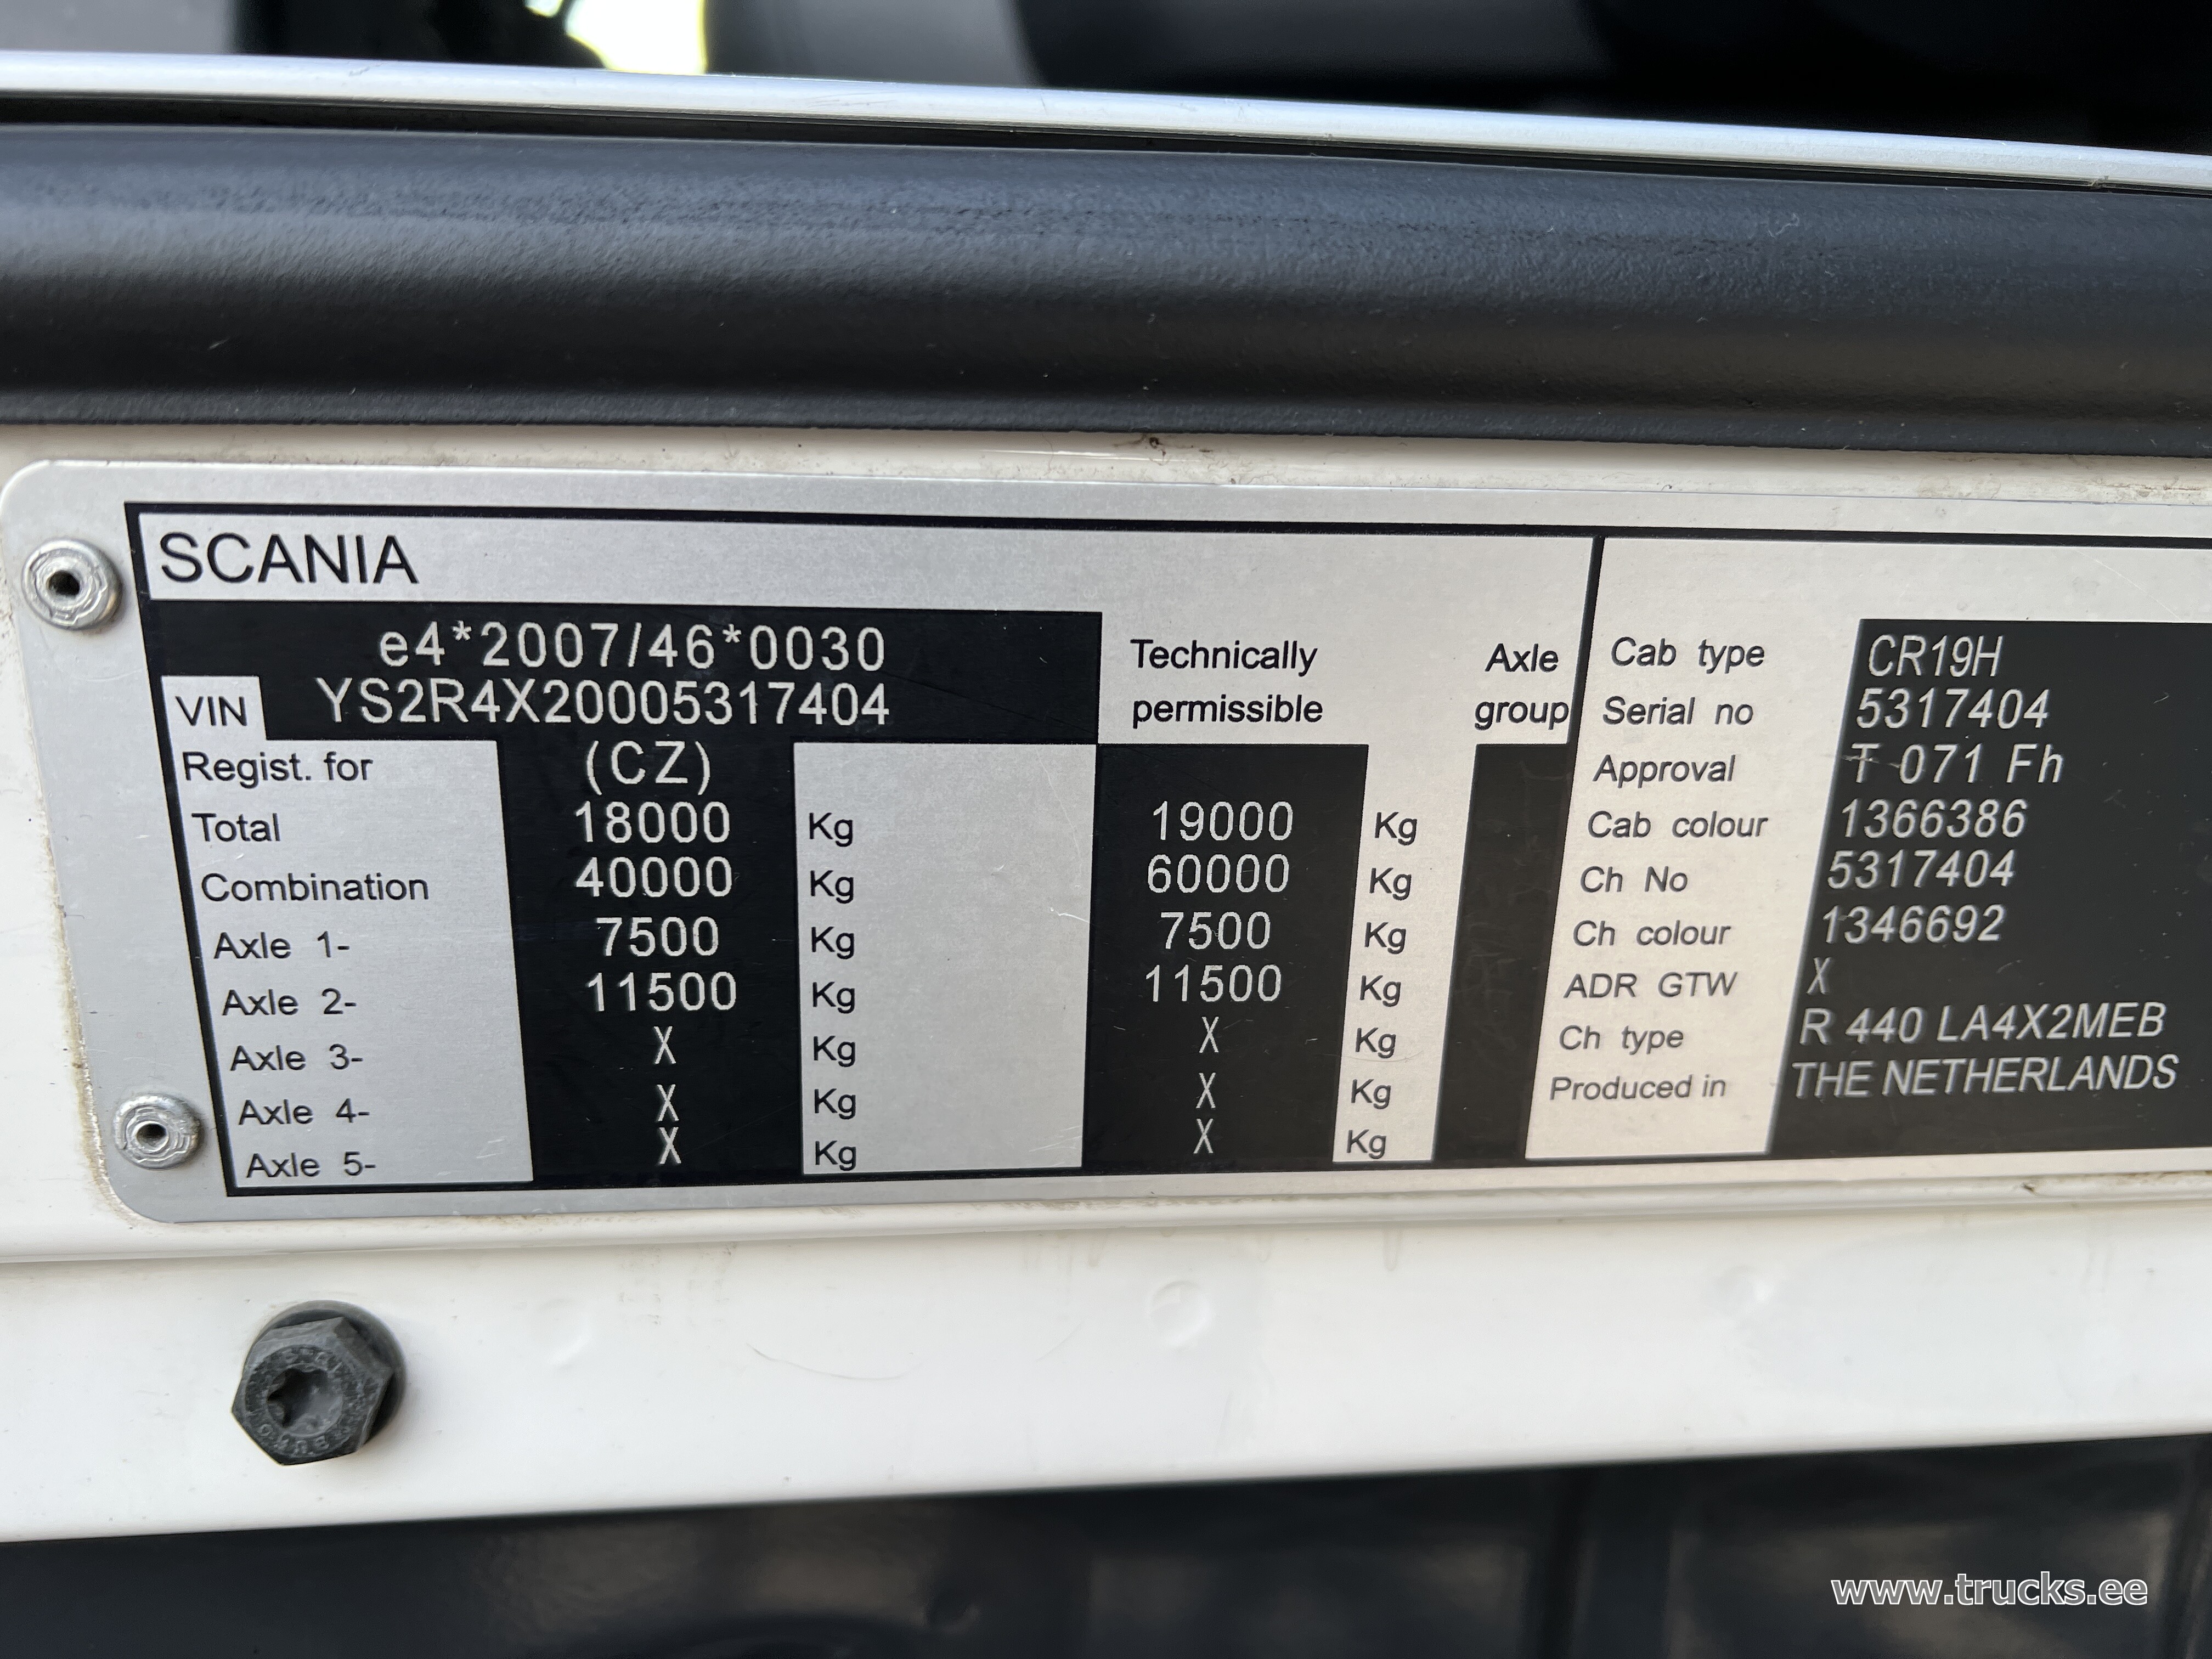 SCANIA
e4*2007/46*0030
VIN YS2R4X20005317404
Technically permissible
Axle group
Regist. for (CZ)
Total 18000 Kg 19000 Kg
Combination 40000 Kg 60000 Kg
Axle 1- 7500 Kg 7500 Kg
Axle 2- 11500 Kg 11500 Kg
Axle 3- X Kg X Kg
Axle 4- X Kg X Kg
Axle 5- X Kg X Kg
Cab type CR19H
Serial no 5317404
Approval T 071 Fh
Cab colour 1366386
Ch No 5317404
Ch colour 1346692
ADR GTW X
Ch type R 440 LA4X2MEB
Produced in THE NETHERLANDS
www.trucks.ee